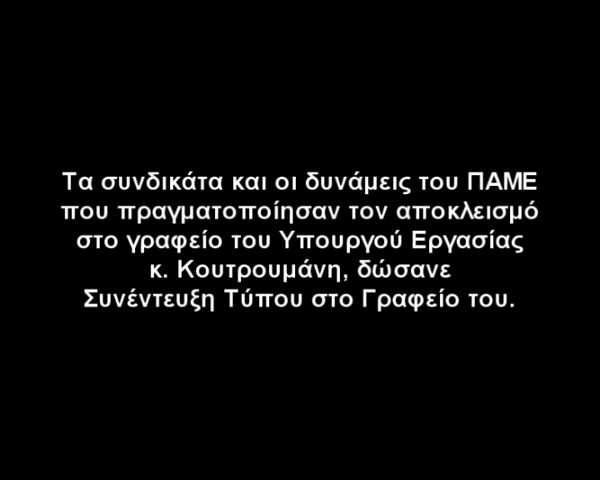 Τα συνδικάτα και οι δυνάμεις του ΠΑΜΕ
που πραγματοποίησαν τον αποκλεισμό
στο γραφείο του Υπουργού Εργασίας
κ. Κουτρουμάνη, δώσανε
Συνέντευξη Τύπου στο Γραφείο του.